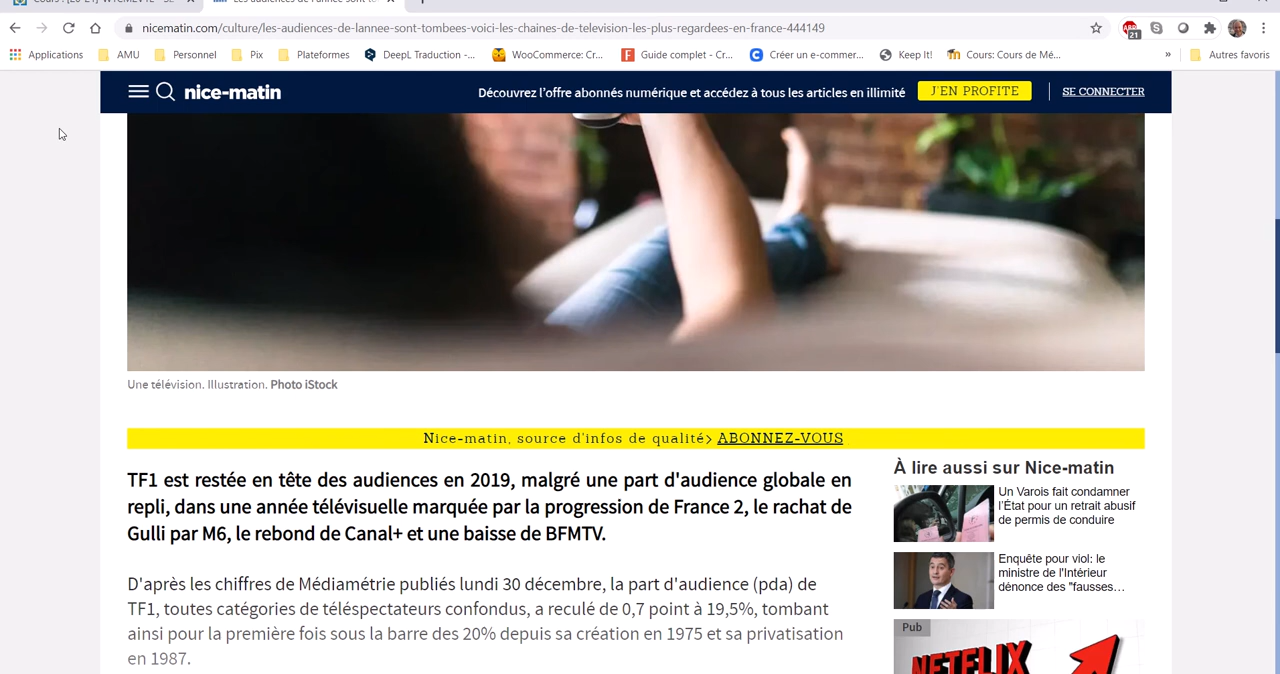 nicematin.com/culture/les-audiences-de-lannee-sont-tombees-voici-les-chaines-de-television-les-plus-regardees-en-france-444149
21
Applications AMU Personnel Pix Plateformes DeepL Traduction -... WooCommerce: Cr... Guide complet - Cr... Créer un e-commer... Keep It! Cours: Cours de Mé... » Autres favoris
nice-matin Découvrez l'offre abonnés numérique et accédez à tous les articles en illimité J'EN PROFITE SE CONNECTER
Une télévision. Illustration. Photo iStock
Nice-matin, source d'infos de qualité> ABONNEZ-VOUS
TF1 est restée en tête des audiences en 2019, malgré une part d'audience globale en
repli, dans une année télévisuelle marquée par la progression de France 2, le rachat de
Gulli par M6, le rebond de Canal+ et une baisse de BFMTV.
D'après les chiffres de Médiamétrie publiés lundi 30 décembre, la part d'audience (pda) de
TF1, toutes catégories de téléspectateurs confondus, a reculé de 0,7 point à 19,5%, tombant
ainsi pour la première fois sous la barre des 20% depuis sa création en 1975 et sa privatisation
en 1987.
À lire aussi sur Nice-matin
Un Varois fait condamner
l'État pour un retrait abusif
de permis de conduire
Enquête pour viol: le
ministre de l'Intérieur
dénonce des "fausses...
Pub
NETFLIX